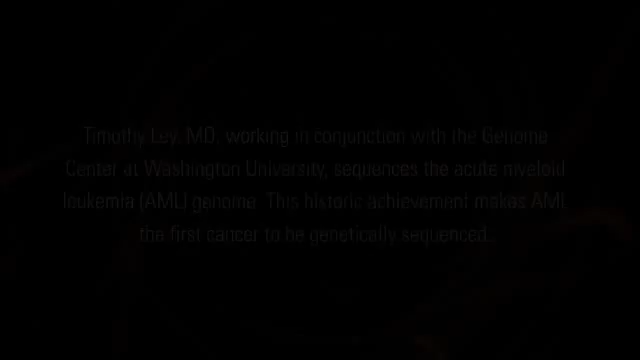 Timothy Ley, MD, working in conjunction with the Genome
Center at Washington University, sequences the acute myeloid
leukemia (AML) genome. This historic achievement makes AML
the first cancer to be genetically sequenced.